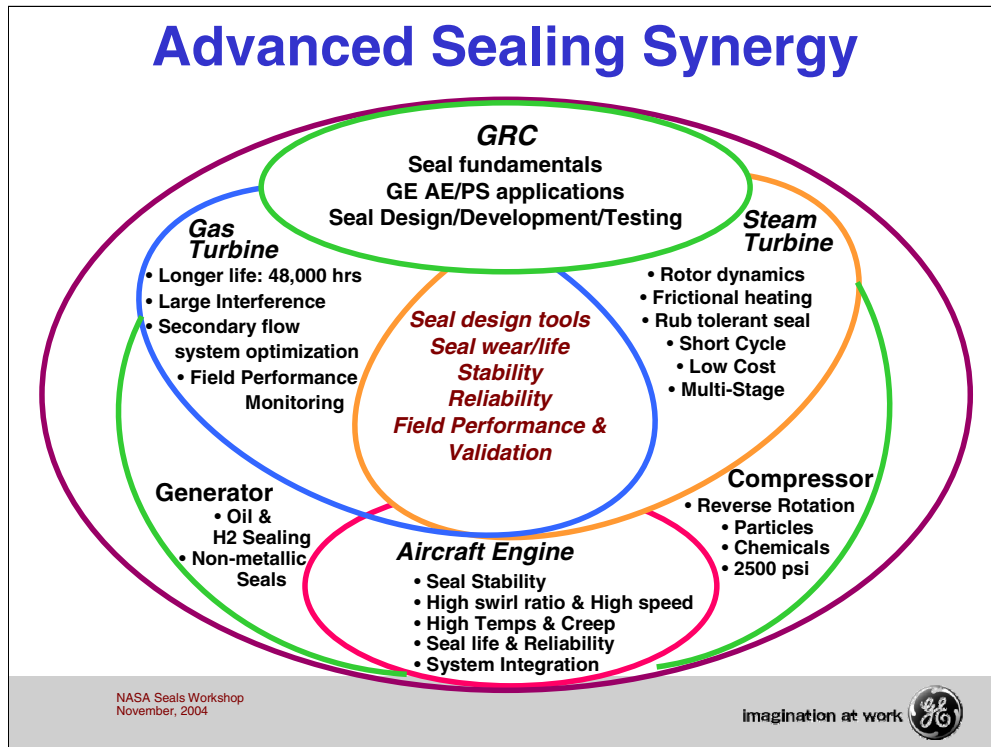 Advanced Sealing Synergy
GRC
Seal fundamentals
GE AE/PS applications
Seal Design/Development/Testing
Gas
Turbine
• Longer life: 48,000 hrs
• Large Interference
• Secondary flow
system optimization
• Field Performance
Monitoring
Seal design tools
Seal wear/life
Stability
Reliability
Field Performance &
Validation
Steam
Turbine
• Rotor dynamics
• Frictional heating
• Rub tolerant seal
• Short Cycle
• Low Cost
• Multi-Stage
Generator
• Oil &
H2 Sealing
• Non-metallic
Seals
Aircraft Engine
• Seal Stability
• High swirl ratio & High speed
• High Temps & Creep
• Seal life & Reliability
• System Integration
Compressor
• Reverse Rotation
• Particles
• Chemicals
• 2500 psi
NASA Seals Workshop
November, 2004
imagination at work
GE